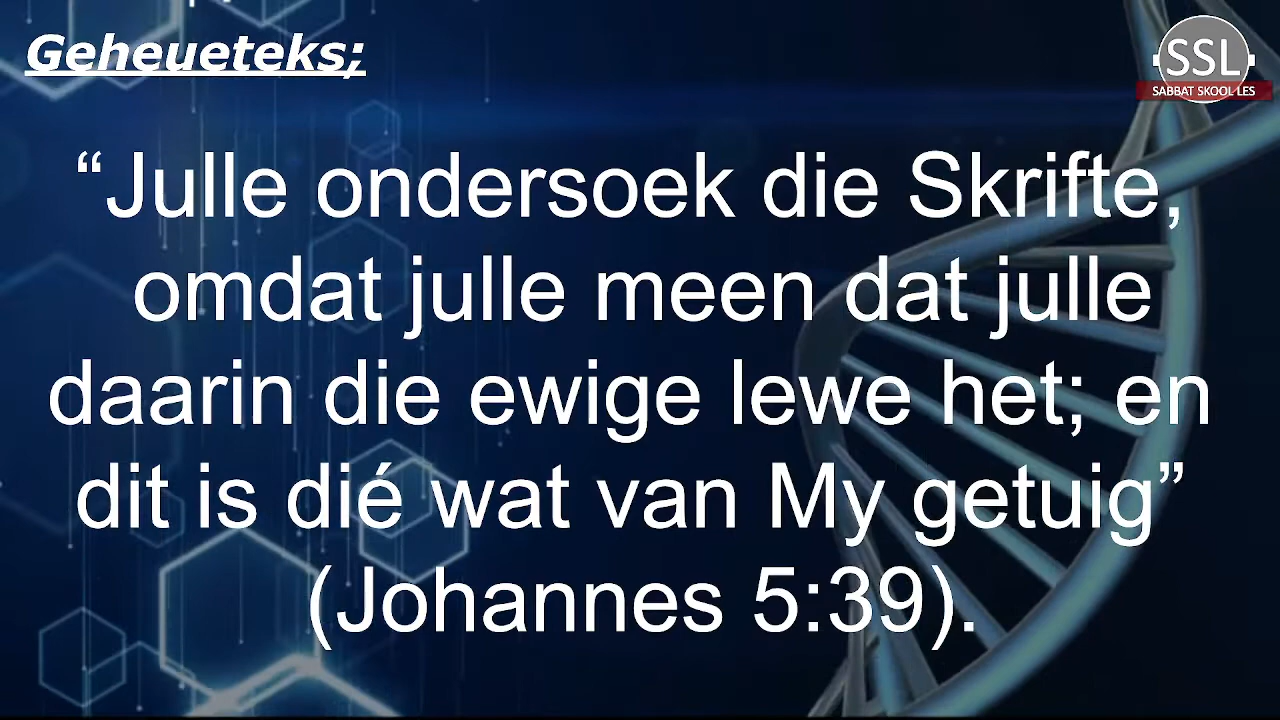 Geheueteks;
SSL
SABBAT SKOOL LES
“Julle ondersoek die Skrifte,
omdat julle meen dat julle
daarin die ewige lewe het; en
dit is dié wat van My getuig”
(Johannes 5:39).